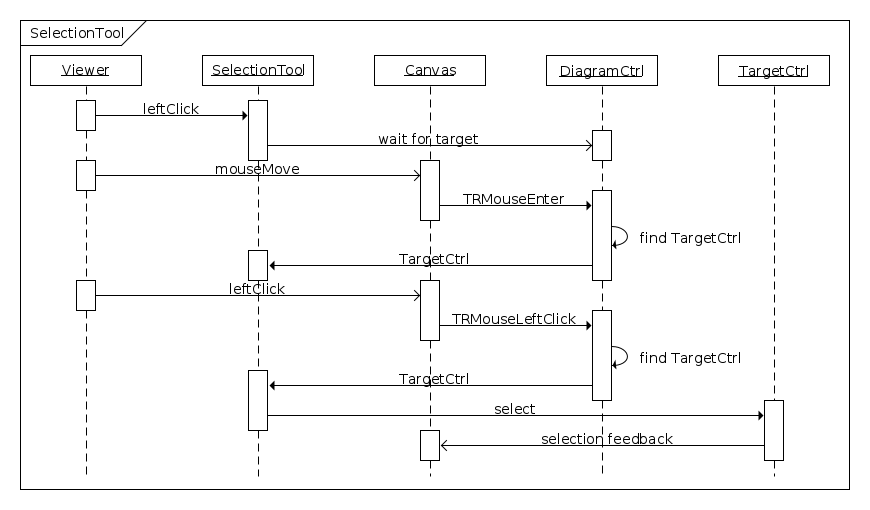 SelectionTool
Viewer
SelectionTool
Canvas
DiagramCtrl
TargetCtrl
leftClick
wait for target
mouseMove
TRMouseEnter
find TargetCtrl
TargetCtrl
leftClick
TRMouseLeftClick
find TargetCtrl
TargetCtrl
select
selection feedback